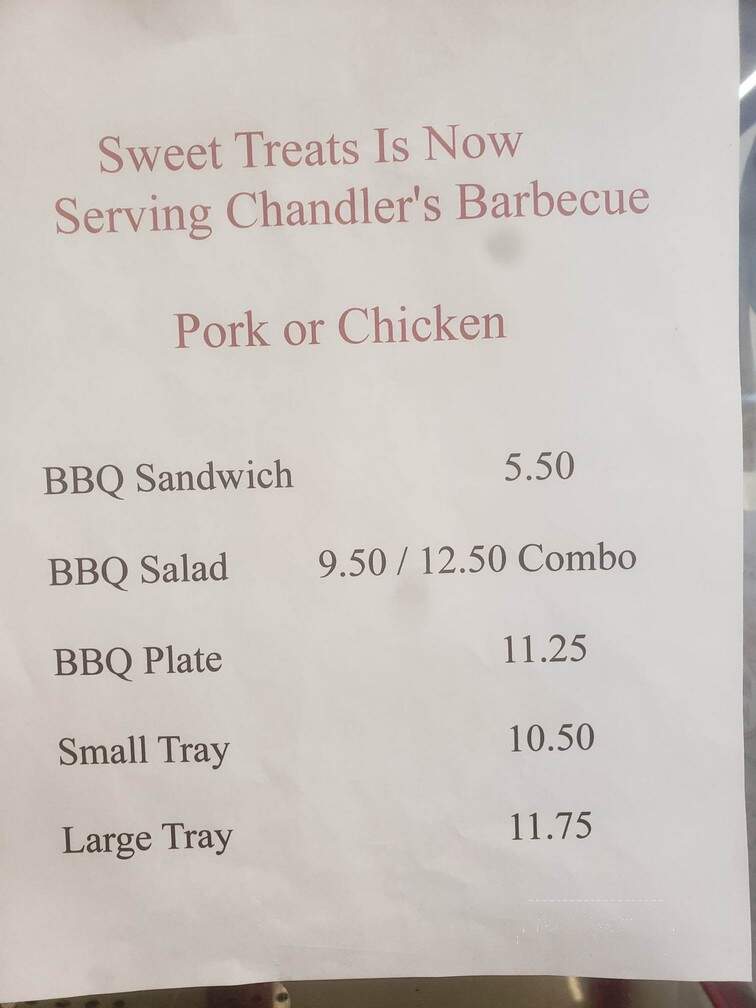 Sweet Treats Is Now
Serving Chandler's Barbecue
Pork or Chicken
BBQ Sandwich 5.50
BBQ Salad 9.50 / 12.50 Combo
BBQ Plate 11.25
Small Tray 10.50
Large Tray 11.75